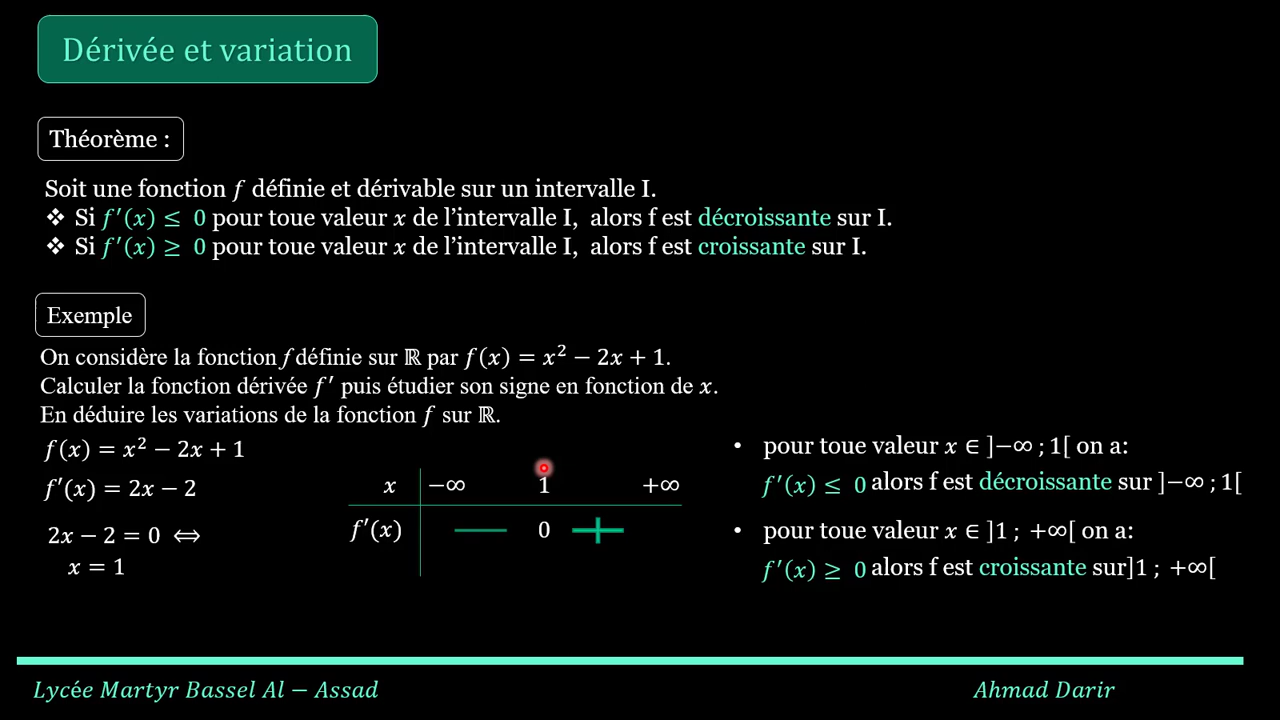 Dérivée et variation
Théorème :
Soit une fonction f définie et dérivable sur un intervalle I.
❖ Si f′(x) ≤ 0 pour toue valeur x de l’intervalle I, alors f est décroissante sur I.
❖ Si f′(x) ≥ 0 pour toue valeur x de l’intervalle I, alors f est croissante sur I.
Exemple
On considère la fonction f définie sur ℝ par f(x) = x² − 2x + 1.
Calculer la fonction dérivée f′ puis étudier son signe en fonction de x.
En déduire les variations de la fonction f sur ℝ.
f(x) = x² − 2x + 1
f′(x) = 2x − 2
2x − 2 = 0 ⇔
x = 1
x −∞ 1 +∞
f′(x) — 0 +
• pour toue valeur x ∈ ]−∞ ; 1[ on a:
f′(x) ≤ 0 alors f est décroissante sur ]−∞ ; 1[
• pour toue valeur x ∈ ]1 ; +∞[ on a:
f′(x) ≥ 0 alors f est croissante sur]1 ; +∞[
Lycée Martyr Bassel Al − Assad
Ahmad Darir